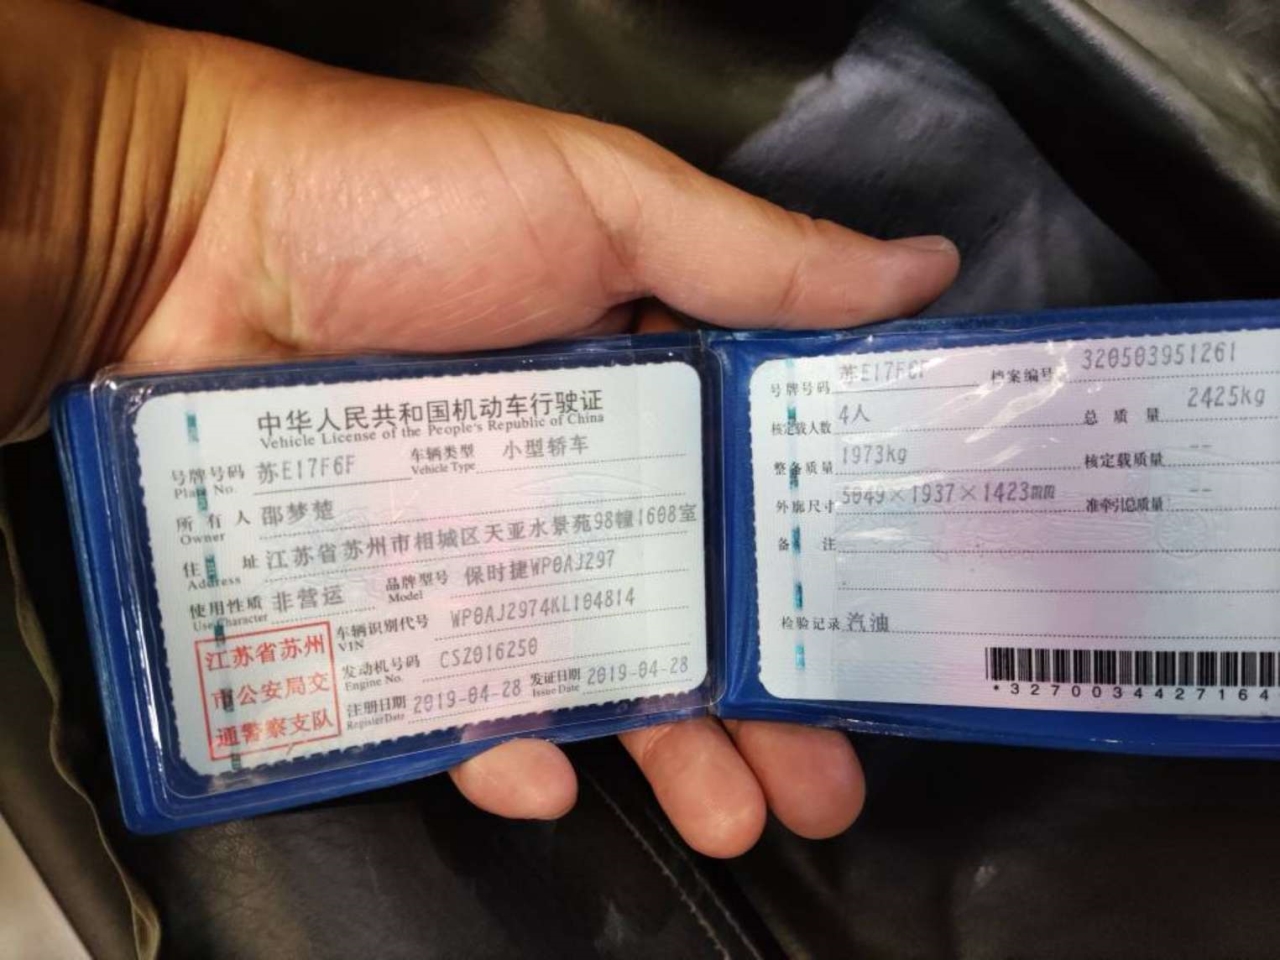 中华人民共和国机动车行驶证
Vehicle License of the People's Republic of China
号牌号码 苏E17F6F 车辆类型 小型轿车
Plate No. Vehicle Type
所有人 邵梦楚
Owner
住址 江苏省苏州市相城区天亚水景苑98幢1608室
Address
使用性质 非营运 品牌型号 保时捷WP0AJ297
Use Character Model
车辆识别代号 WP0AJ2974KL104814
VIN
发动机号码 CSZ016250
Engine No.
注册日期 2019-04-28 发证日期 2019-04-28
Register Date Issue Date
江苏省苏州
市公安局交
通警察支队
号牌号码 苏E17F6F 档案编号 320503951261
核定载人数 4人 总质量 2425kg
整备质量 1973kg 核定载质量 --
外廓尺寸 5049×1937×1423mm 准牵引总质量 --
备注
检验记录 汽油
*3270034427164